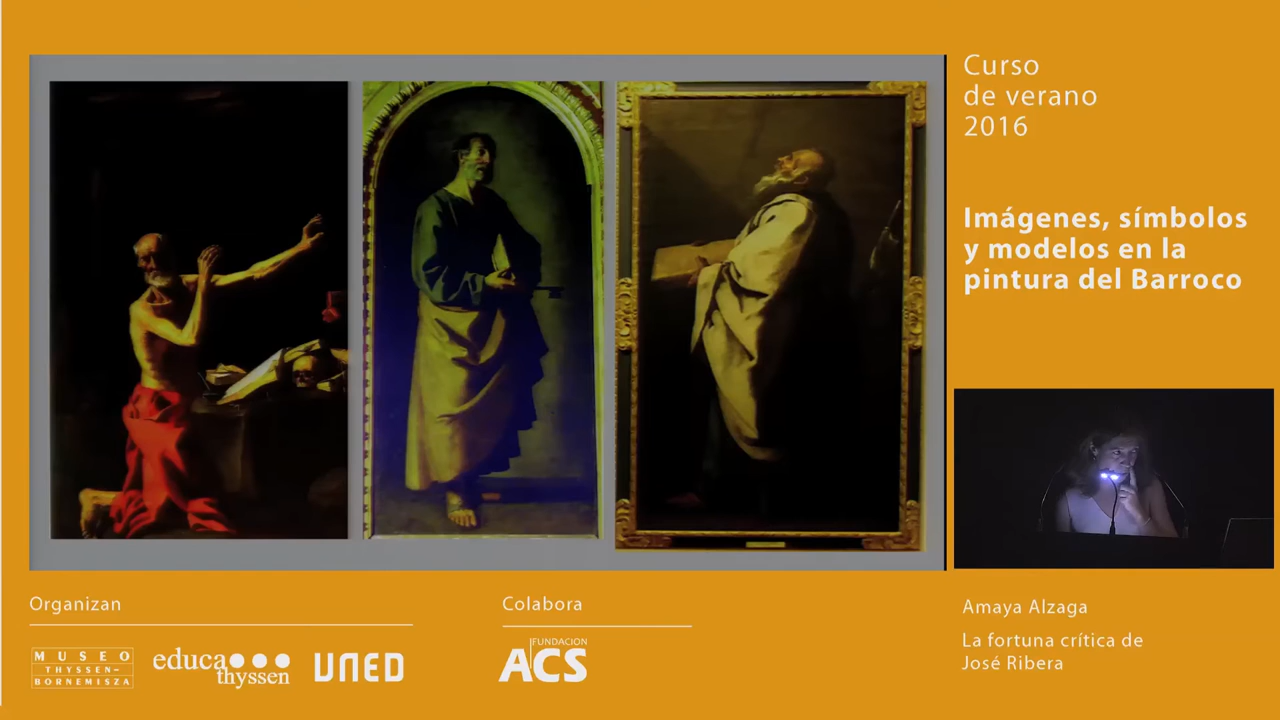 Curso
de verano
2016
Imágenes, símbolos
y modelos en la
pintura del Barroco
Organizan
MUSEO
THYSSEN-
BORNEMISZA
educa
thyssen
UNED
Colabora
FUNDACION
ACS
Amaya Alzaga
La fortuna crítica de
José Ribera